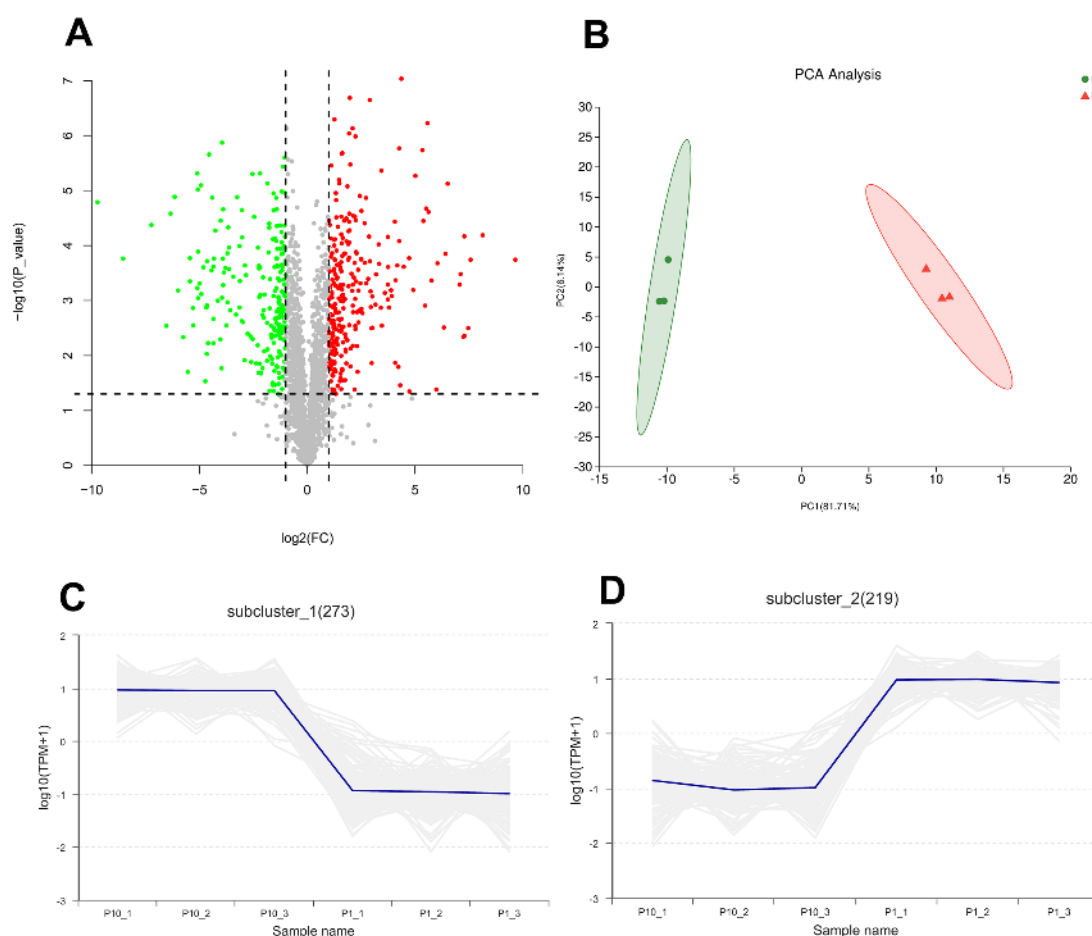 A
7
6
5
4
3
2
1
0
−log10(P_value)
−10
−5
0
5
10
log2(FC)
B
PCA Analysis
30
25
20
15
10
5
0
-5
-10
-15
-20
-25
-30
PC2(6.14%)
-15
-10
-5
0
5
10
15
20
PC1(81.71%)
C
subcluster_1(273)
2
1
0
-1
-2
-3
log10(TPM+1)
P10_1
P10_2
P10_3
P1_1
P1_2
P1_3
Sample name
D
subcluster_2(219)
2
1
0
-1
-2
-3
log10(TPM+1)
P10_1
P10_2
P10_3
P1_1
P1_2
P1_3
Sample name